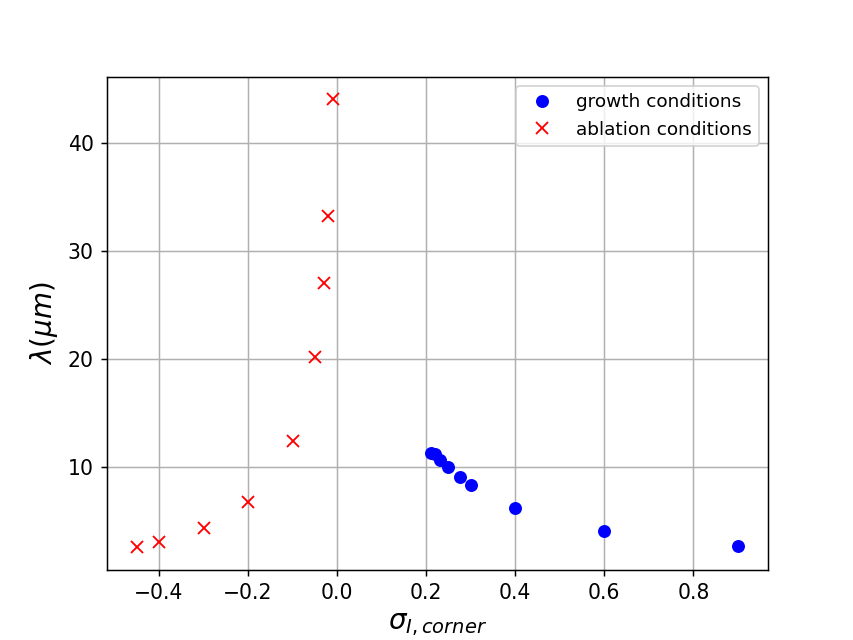 growth conditions
ablation conditions
40
30
20
10
λ(μm)
−0.4 −0.2 0.0 0.2 0.4 0.6 0.8
σI,corner